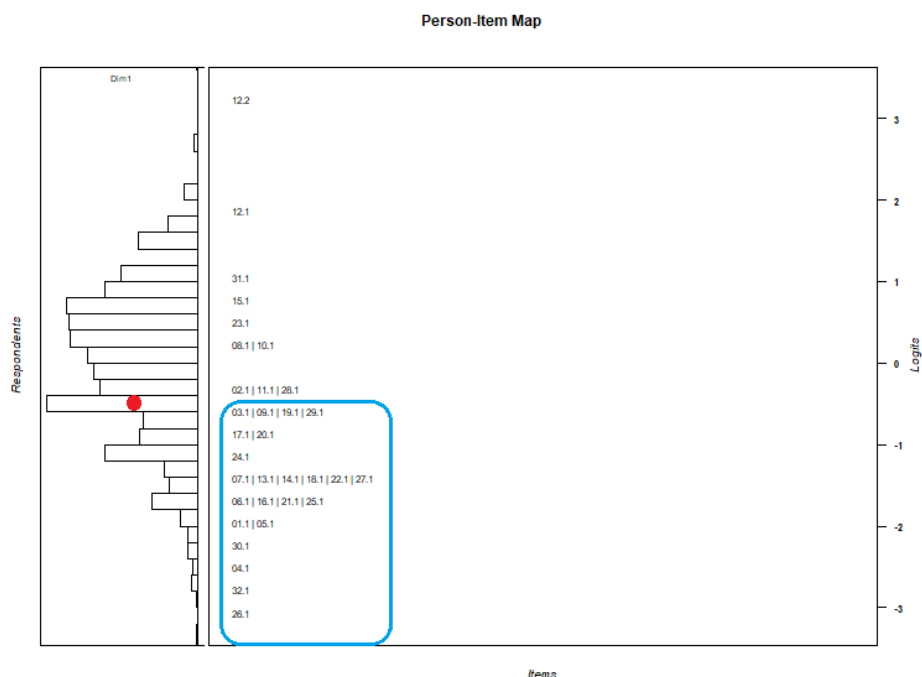 Person-Item Map
Dim1
12.2
12.1
31.1
15.1
23.1
08.1 | 10.1
02.1 | 11.1 | 28.1
03.1 | 09.1 | 19.1 | 29.1
17.1 | 20.1
24.1
07.1 | 13.1 | 14.1 | 18.1 | 22.1 | 27.1
06.1 | 16.1 | 21.1 | 25.1
01.1 | 05.1
30.1
04.1
32.1
26.1
3
2
1
0
-1
-2
-3
Respondents
Logits
Items